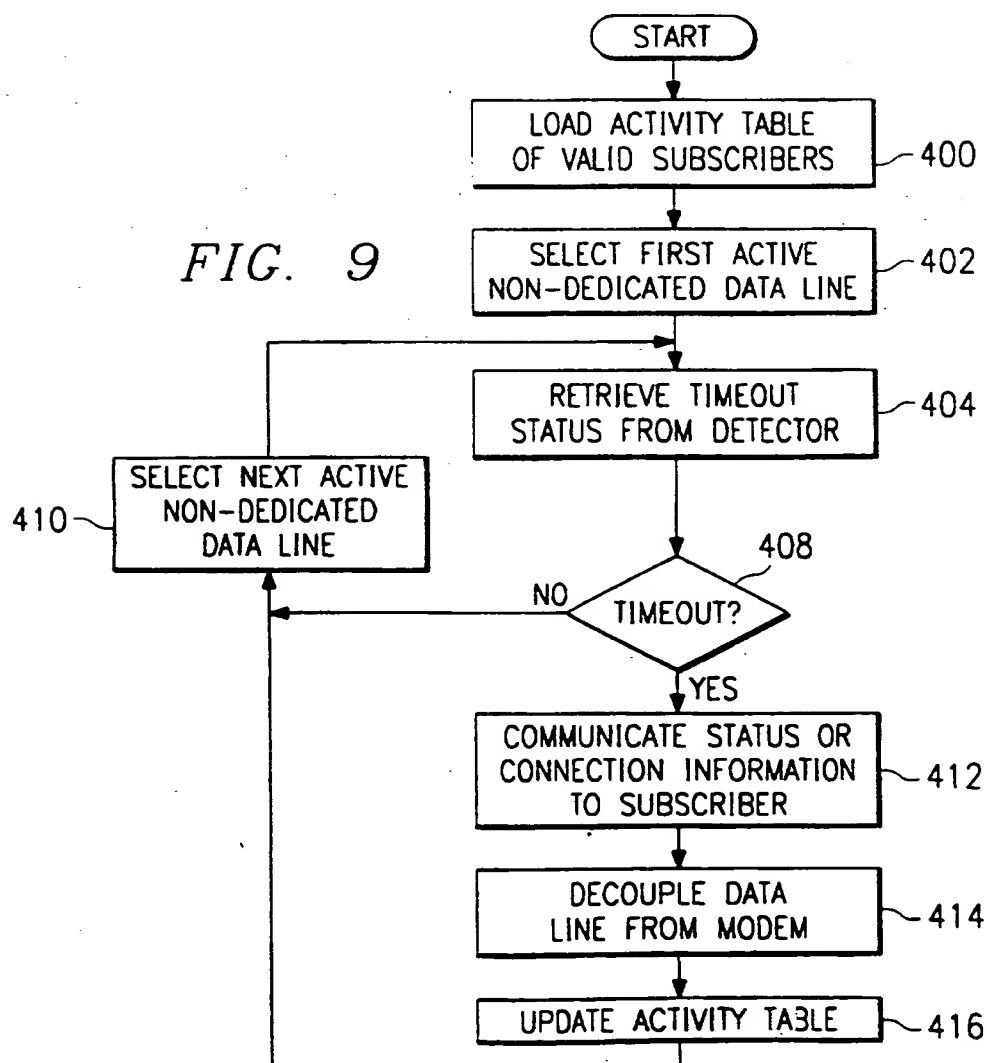 START
LOAD ACTIVITY TABLE
OF VALID SUBSCRIBERS
400
FIG. 9
SELECT FIRST ACTIVE
NON-DEDICATED DATA LINE
402
RETRIEVE TIMEOUT
STATUS FROM DETECTOR
404
SELECT NEXT ACTIVE
NON-DEDICATED
DATA LINE
410
408
NO
TIMEOUT?
YES
COMMUNICATE STATUS OR
CONNECTION INFORMATION
TO SUBSCRIBER
412
DECOUPLE DATA
LINE FROM MODEM
414
UPDATE ACTIVITY TABLE
416